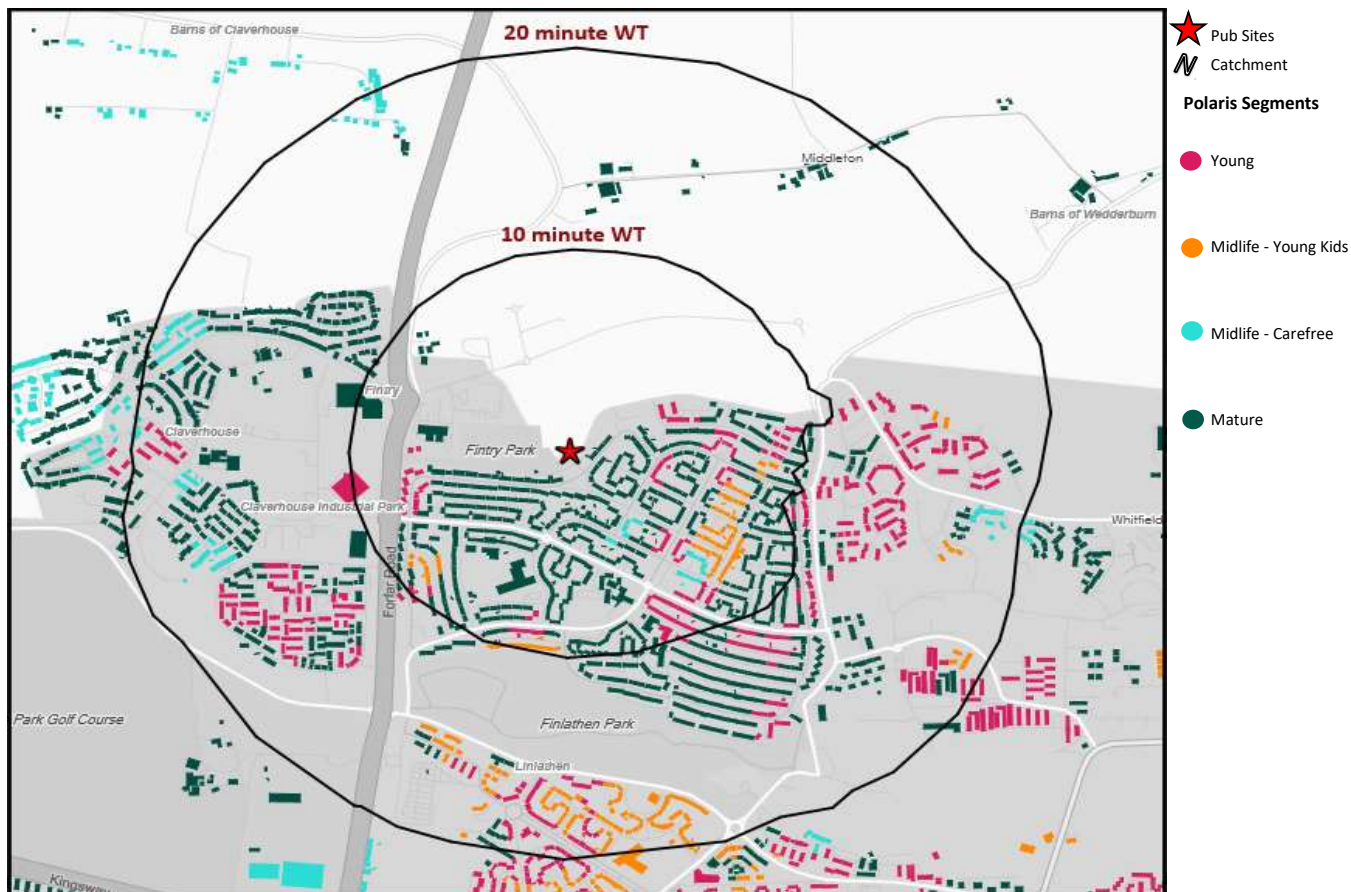 Barns of Claverhouse
20 minute WT
Middleton
Barns of Wedderburn
10 minute WT
Fintry
Claverhouse
Fintry Park
Claverhouse Industrial Park
Whitfield
Forfar Road
Park Golf Course
Finlathen Park
Linlathen
Kingsway
Pub Sites
Catchment
Polaris Segments
Young
Midlife - Young Kids
Midlife - Carefree
Mature